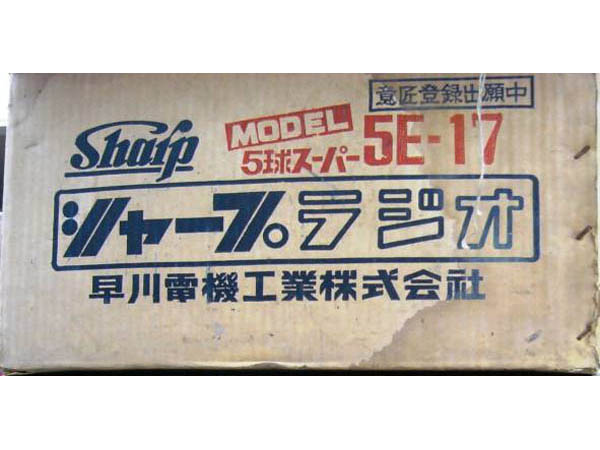 意匠登録出願中
Sharp
MODEL
5球スーパー 5E-17
シャープラジオ
早川電機工業株式会社